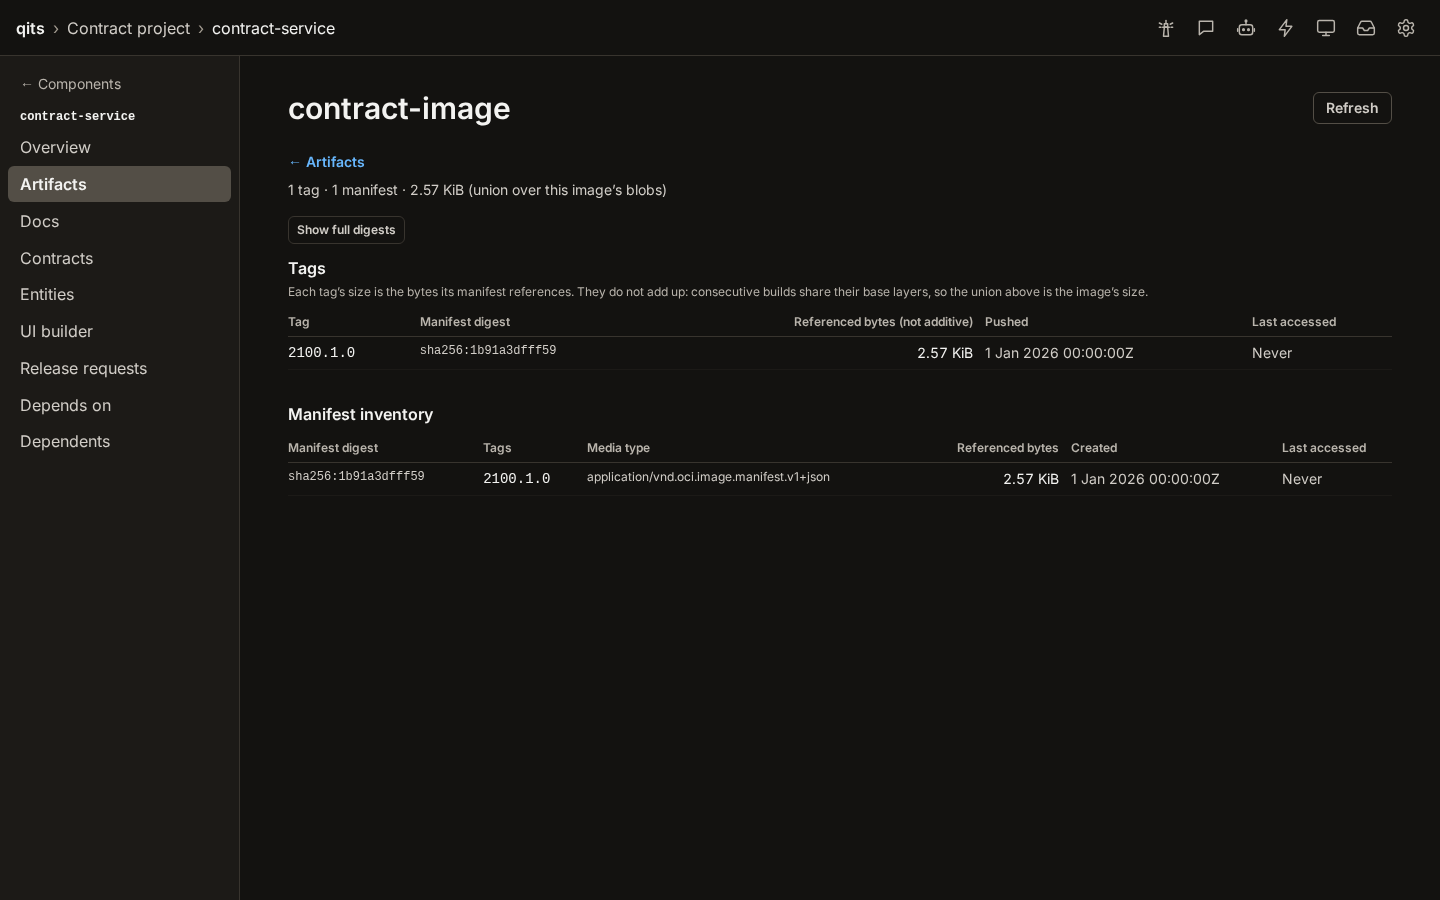 qits › Contract project › contract-service
← Components
contract-service
Overview
Artifacts
Docs
Contracts
Entities
UI builder
Release requests
Depends on
Dependents
contract-image
Refresh
← Artifacts
1 tag · 1 manifest · 2.57 KiB (union over this image’s blobs)
Show full digests
Tags
Each tag’s size is the bytes its manifest references. They do not add up: consecutive builds share their base layers, so the union above is the image’s size.
Tag Manifest digest Referenced bytes (not additive) Pushed Last accessed
2100.1.0 sha256:1b91a3dfff59 2.57 KiB 1 Jan 2026 00:00:00Z Never
Manifest inventory
Manifest digest Tags Media type Referenced bytes Created Last accessed
sha256:1b91a3dfff59 2100.1.0 application/vnd.oci.image.manifest.v1+json 2.57 KiB 1 Jan 2026 00:00:00Z Never